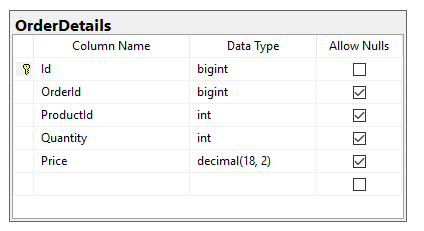 OrderDetails
Column Name Data Type Allow Nulls
Id bigint
OrderId bigint
ProductId int
Quantity int
Price decimal(18, 2)